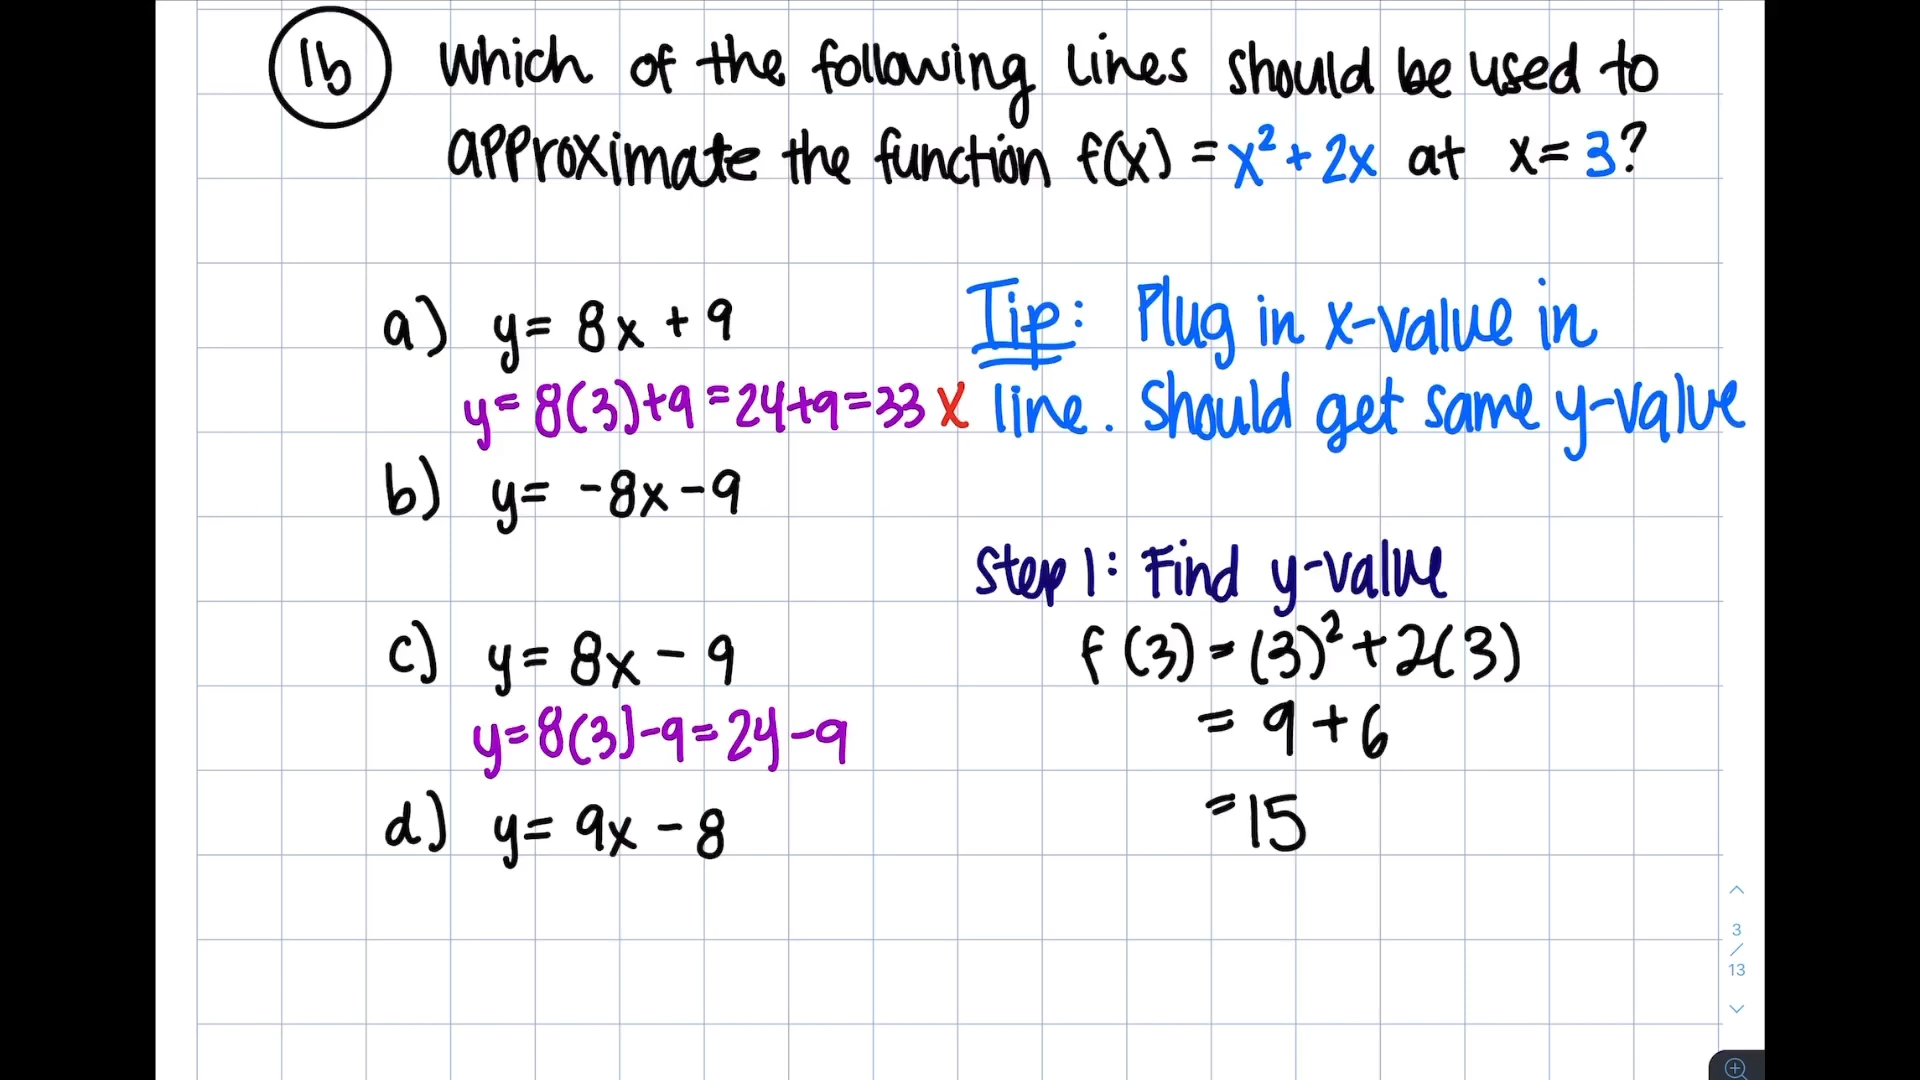 1b Which of the following lines should be used to
approximate the function f(x) = x² + 2x at x = 3?
a) y = 8x + 9
y = 8(3)+9 = 24+9 = 33 X
b) y = -8x - 9
c) y = 8x - 9
y = 8(3) - 9 = 24 - 9
d) y = 9x - 8
Tip: Plug in x-value in
line. Should get same y-value
Step 1: Find y-value
f(3) = (3)² + 2(3)
= 9 + 6
= 15
3
/
13